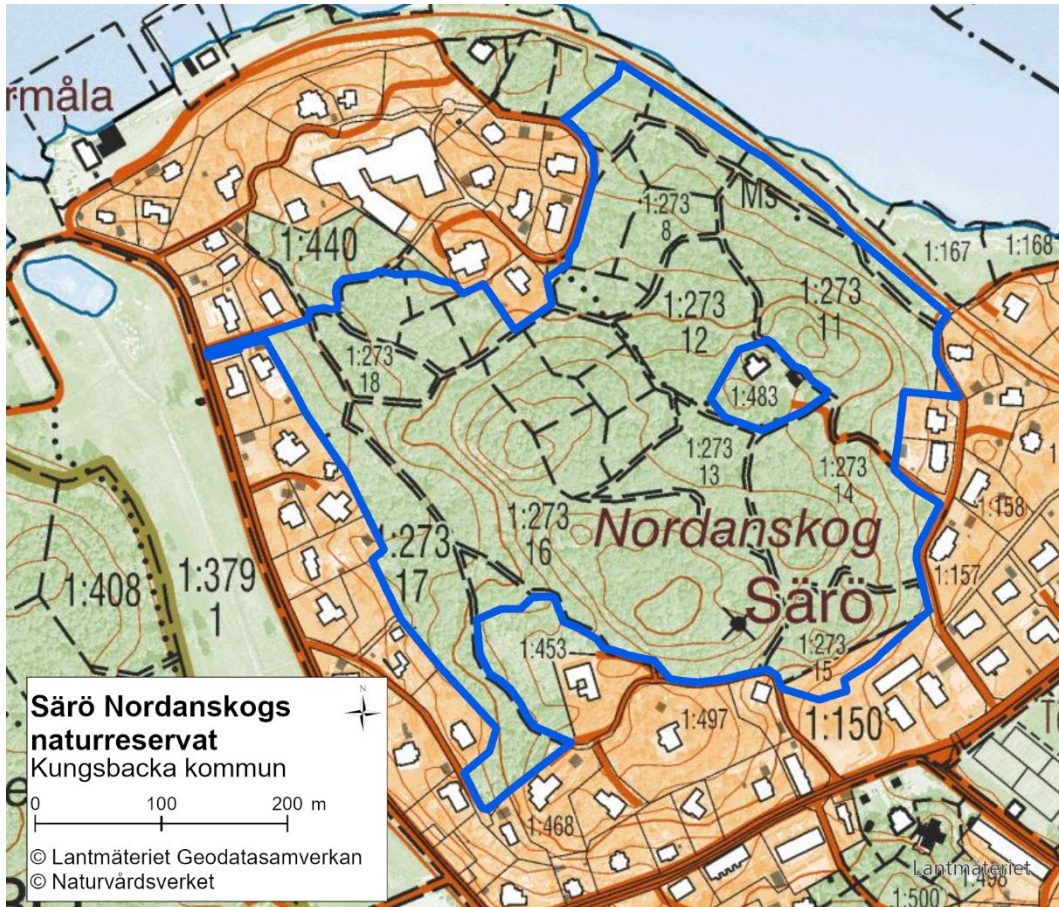 rmåla
1:440
1:273
8
Ms
1:167
1:168
1:273
12
1:273
11
1:273
18
1:483
1:273
13
1:273
14
1:158
1:273
16
Nordanskog
1:273
17
1:408
1:379
1
Särö
1:157
1:453
1:273
15
1:497
1:150
1:468
Särö Nordanskogs
naturreservat
Kungsbacka kommun
N
0 100 200 m
© Lantmäteriet Geodatasamverkan
© Naturvårdsverket
Lantmäteriet
1:500
1:498